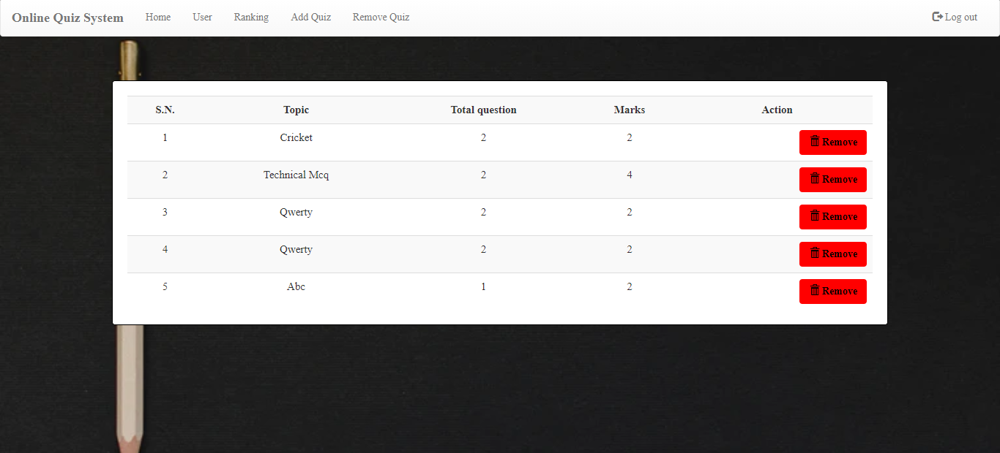 Online Quiz System Home User Ranking Add Quiz Remove Quiz Log out
S.N. Topic Total question Marks Action
1 Cricket 2 2 Remove
2 Technical Mcq 2 4 Remove
3 Qwerty 2 2 Remove
4 Qwerty 2 2 Remove
5 Abc 1 2 Remove